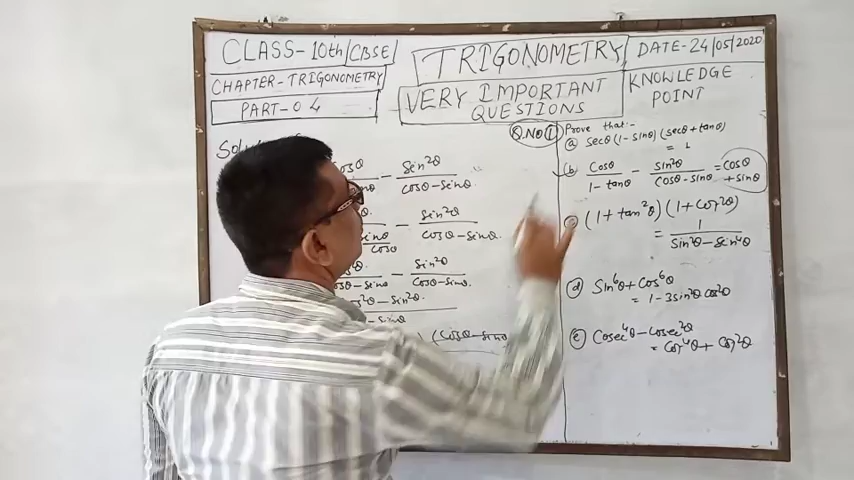 CLASS-10th/CBSE/
CHAPTER-TRIGONOMETRY
PART-04
TRIGONOMETRY
VERY IMPORTANT
QUESTIONS
DATE-24/05/2020
KNOWLEDGE
POINT
Q.NO① Prove that:-
ⓐ secθ(1-sinθ)(secθ+tanθ)
= 1
ⓑ Cosθ/(1-tanθ) - sin²θ/(Cosθ-sinθ) = Cosθ
+sinθ
ⓒ (1+tan²θ)(1+Cot²θ)
= 1/(Sin²θ-Sin⁴θ)
ⓓ Sin⁶θ+Cos⁶θ
= 1-3sin²θ cos²θ
ⓔ Cosec⁴θ-Cosec²θ
= Cot⁴θ+Cot²θ
- Sin²θ/(Cosθ-Sinθ)
- Sin²θ/(Cosθ-Sinθ)
- Sin²θ/(Cosθ-Sinθ)
(Cosθ-Sinθ